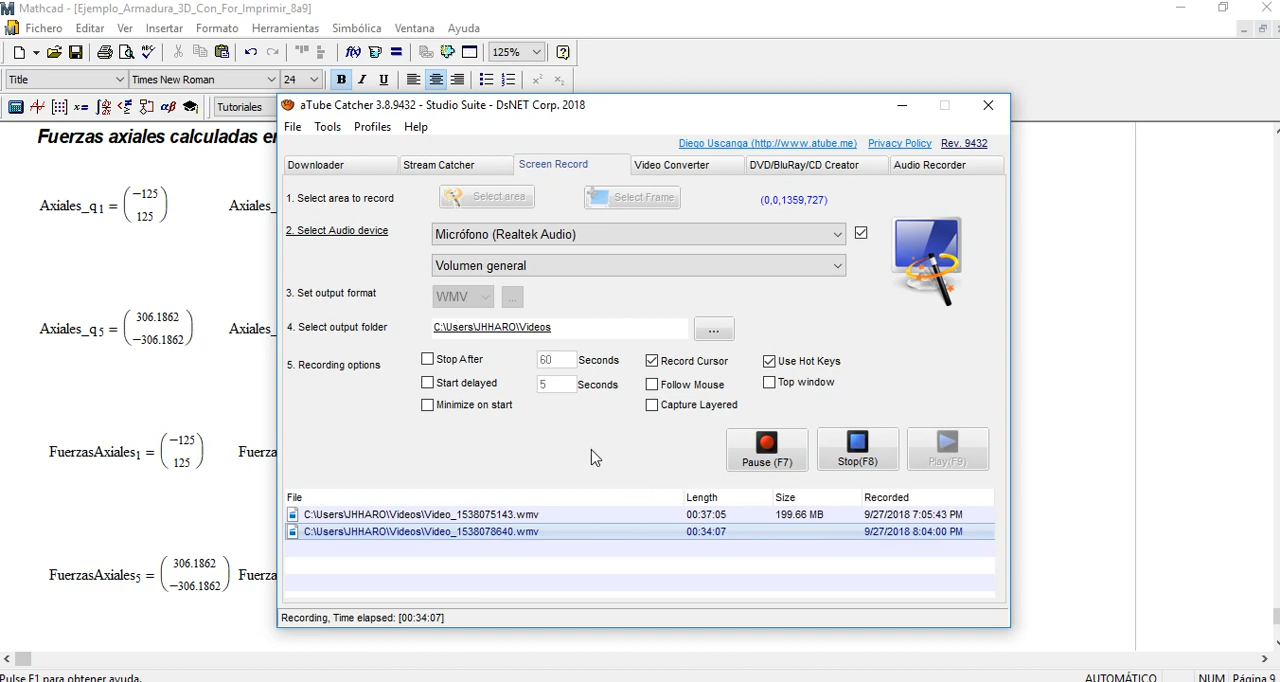 Mathcad - [Ejemplo_Armadura_3D_Con_For_Imprimir_8a9]
Fichero Editar Ver Insertar Formato Herramientas Simbólica Ventana Ayuda
125%
Title Times New Roman 24 B I U
Tutoriales
Fuerzas axiales calculadas
Axiales_q1 = (−125 125) Axiales_
Axiales_q5 = (306.1862 −306.1862) Axiales_
FuerzasAxiales1 = (−125 125) Fuerza
FuerzasAxiales5 = (306.1862 −306.1862) Fuerza
aTube Catcher 3.8.9432 - Studio Suite - DsNET Corp. 2018
File Tools Profiles Help
Diego Uscanga (http://www.atube.me) Privacy Policy Rev. 9432
Downloader Stream Catcher Screen Record Video Converter DVD/BluRay/CD Creator Audio Recorder
1. Select area to record Select area Select Frame (0,0,1359,727)
2. Select Audio device Micrófono (Realtek Audio)
Volumen general
3. Set output format WMV ...
4. Select output folder C:\Users\JHHARO\Videos ...
5. Recording options
Stop After 60 Seconds Record Cursor Use Hot Keys
Start delayed 5 Seconds Follow Mouse Top window
Minimize on start Capture Layered
Pause (F7) Stop(F8) Play(F9)
File Length Size Recorded
C:\Users\JHHARO\Videos\Video_1538075143.wmv 00:37:05 199.66 MB 9/27/2018 7:05:43 PM
C:\Users\JHHARO\Videos\Video_1538078640.wmv 00:34:07 9/27/2018 8:04:00 PM
Recording, Time elapsed: [00:34:07]
Pulse F1 para obtener ayuda. AUTOMÁTICO NUM Página 9